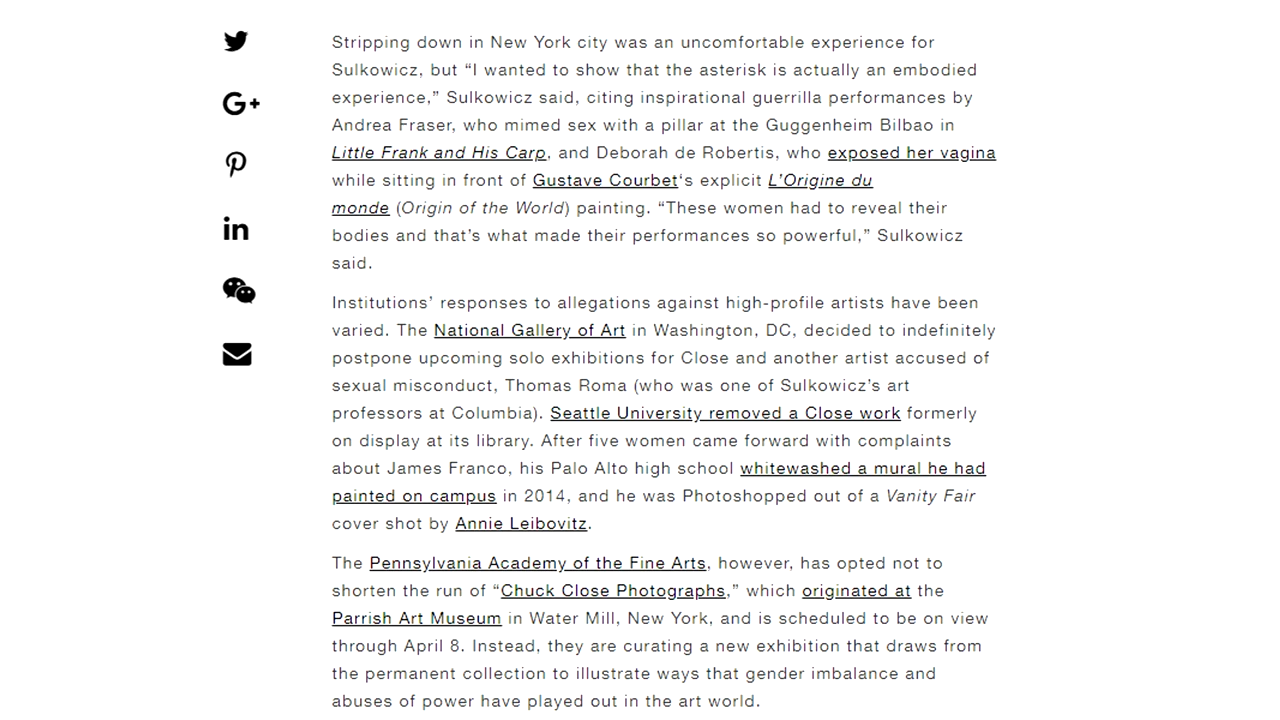 Stripping down in New York city was an uncomfortable experience for
Sulkowicz, but “I wanted to show that the asterisk is actually an embodied
experience,” Sulkowicz said, citing inspirational guerrilla performances by
Andrea Fraser, who mimed sex with a pillar at the Guggenheim Bilbao in
Little Frank and His Carp, and Deborah de Robertis, who exposed her vagina
while sitting in front of Gustave Courbet‘s explicit L’Origine du
monde (Origin of the World) painting. “These women had to reveal their
bodies and that’s what made their performances so powerful,” Sulkowicz
said.
Institutions’ responses to allegations against high-profile artists have been
varied. The National Gallery of Art in Washington, DC, decided to indefinitely
postpone upcoming solo exhibitions for Close and another artist accused of
sexual misconduct, Thomas Roma (who was one of Sulkowicz’s art
professors at Columbia). Seattle University removed a Close work formerly
on display at its library. After five women came forward with complaints
about James Franco, his Palo Alto high school whitewashed a mural he had
painted on campus in 2014, and he was Photoshopped out of a Vanity Fair
cover shot by Annie Leibovitz.
The Pennsylvania Academy of the Fine Arts, however, has opted not to
shorten the run of “Chuck Close Photographs,” which originated at the
Parrish Art Museum in Water Mill, New York, and is scheduled to be on view
through April 8. Instead, they are curating a new exhibition that draws from
the permanent collection to illustrate ways that gender imbalance and
abuses of power have played out in the art world.